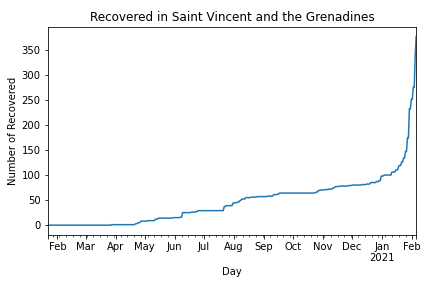 Recovered in Saint Vincent and the Grenadines
Number of Recovered
350
300
250
200
150
100
50
0
Feb Mar Apr May Jun Jul Aug Sep Oct Nov Dec Jan Feb
2021
Day